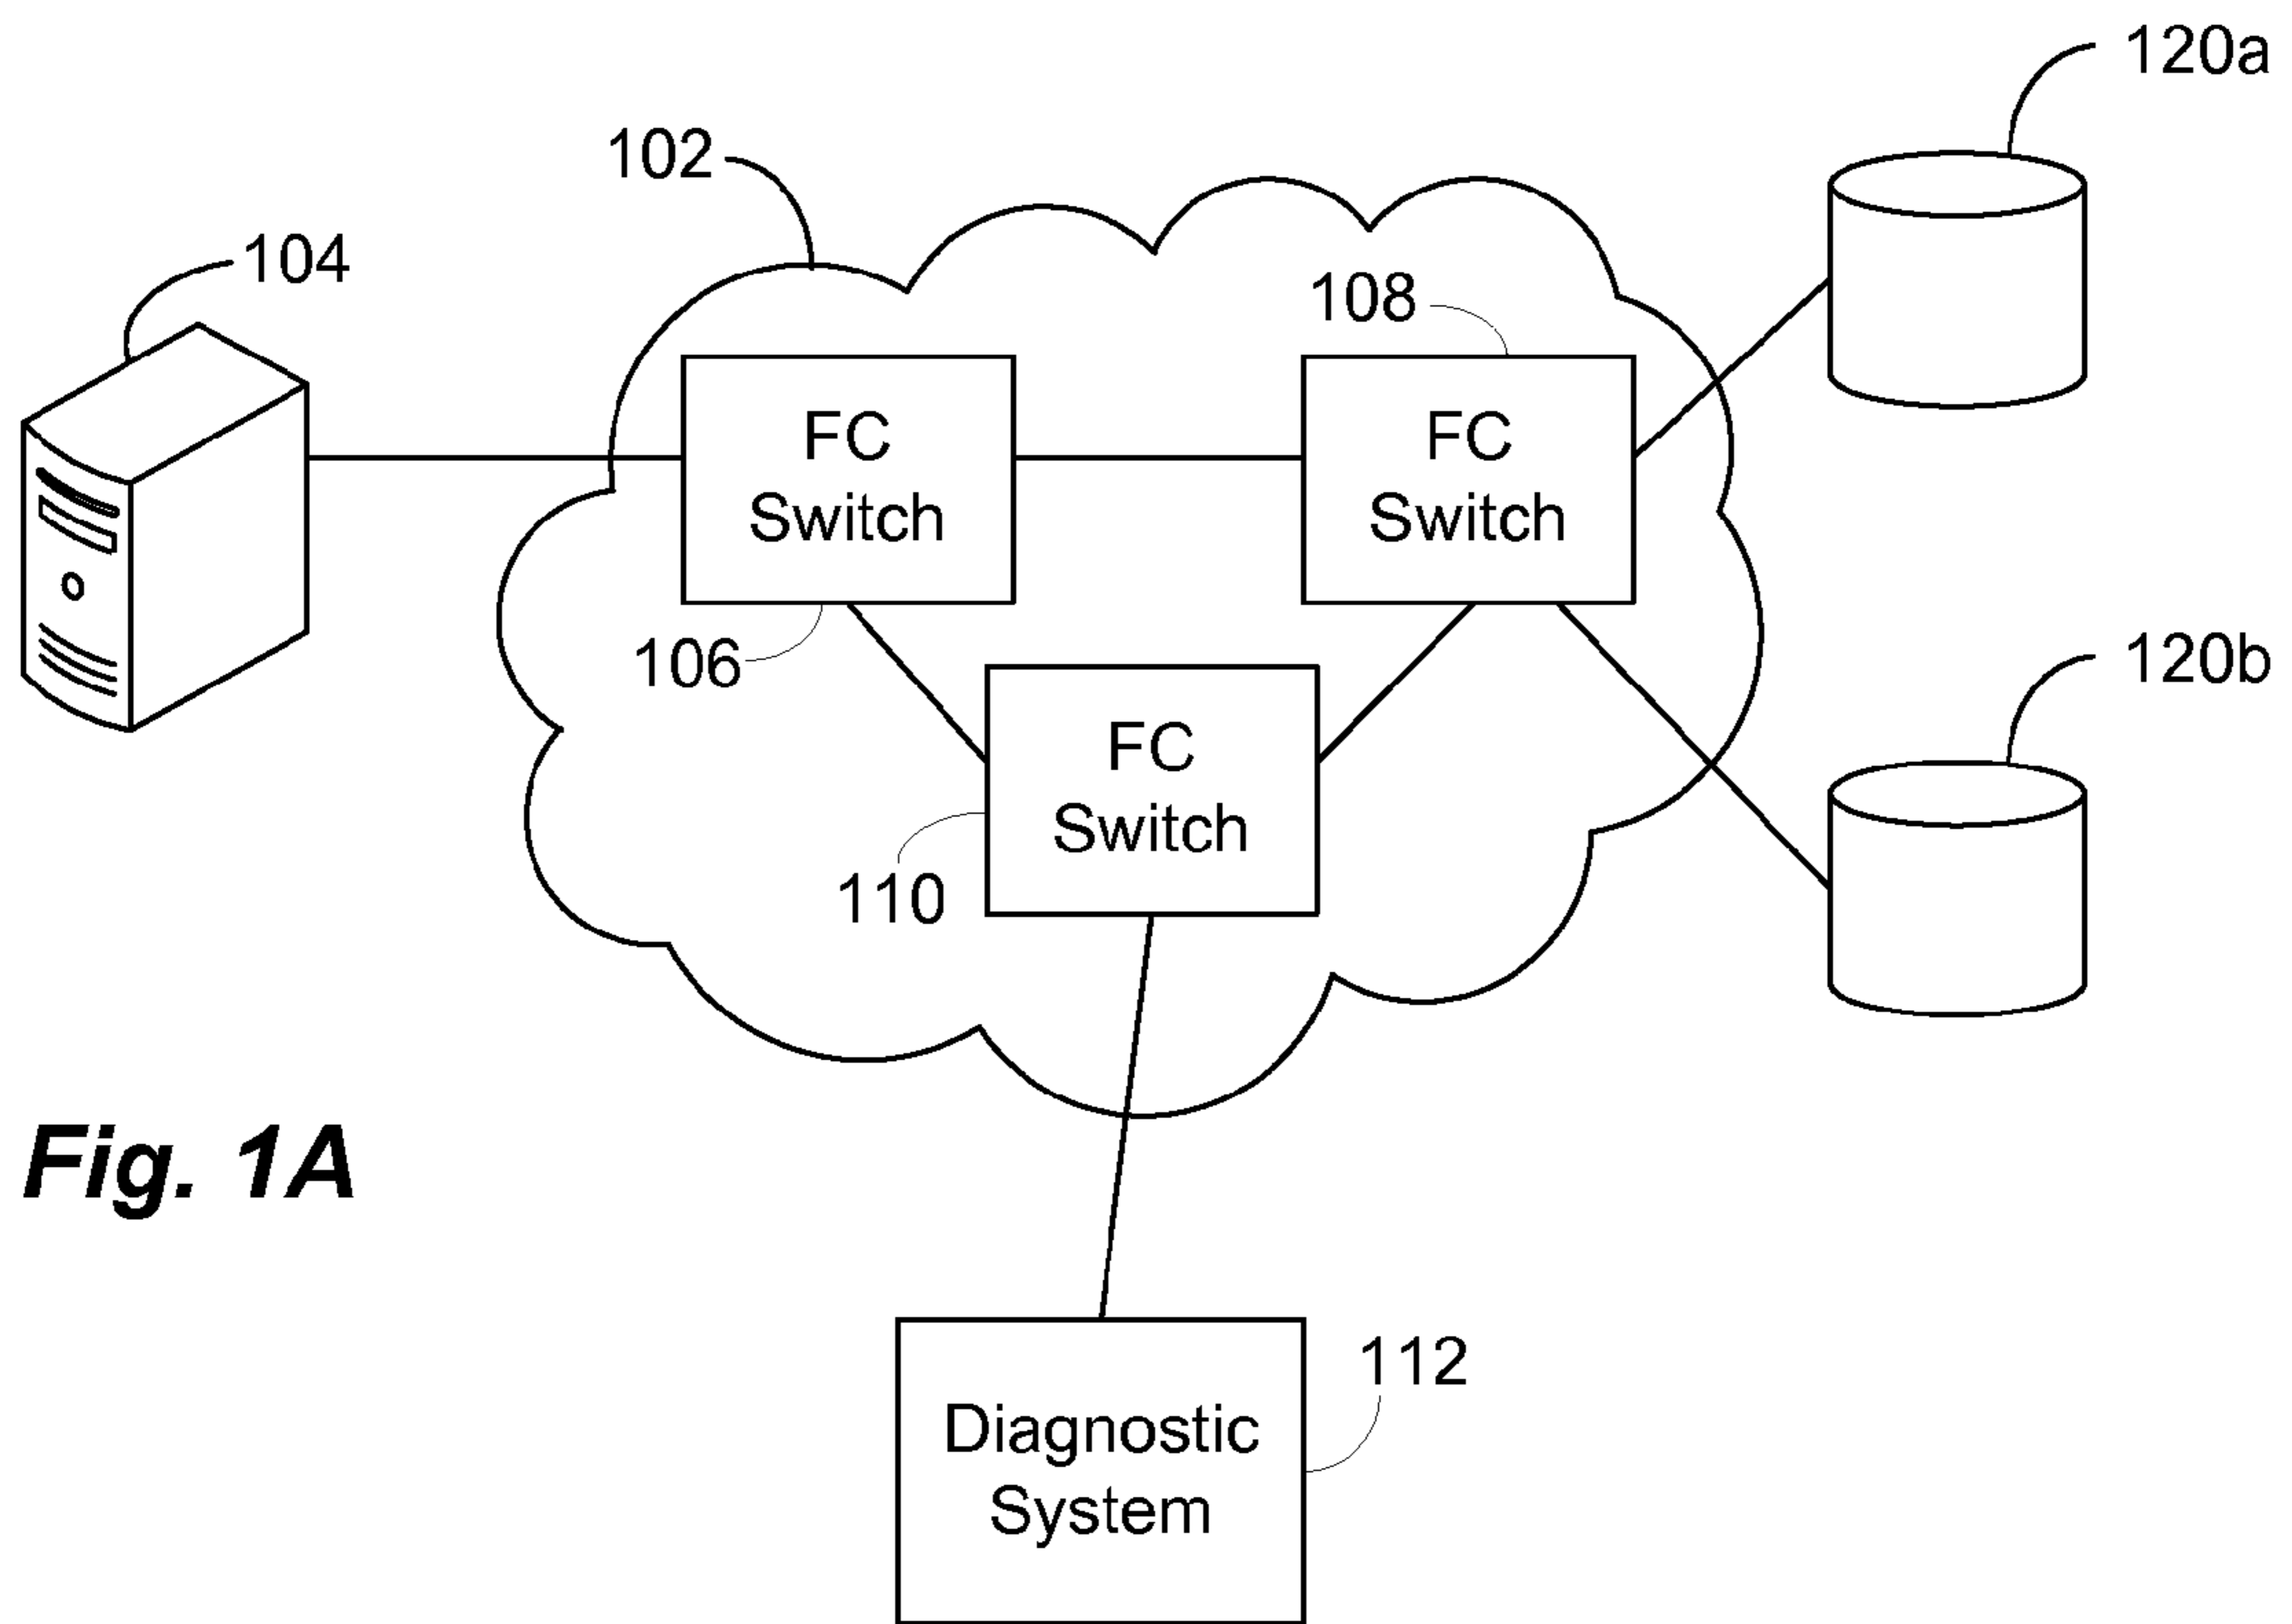 120a
102
104
108
FC
Switch
FC
Switch
106
120b
FC
Switch
110
Fig. 1A
112
Diagnostic
System